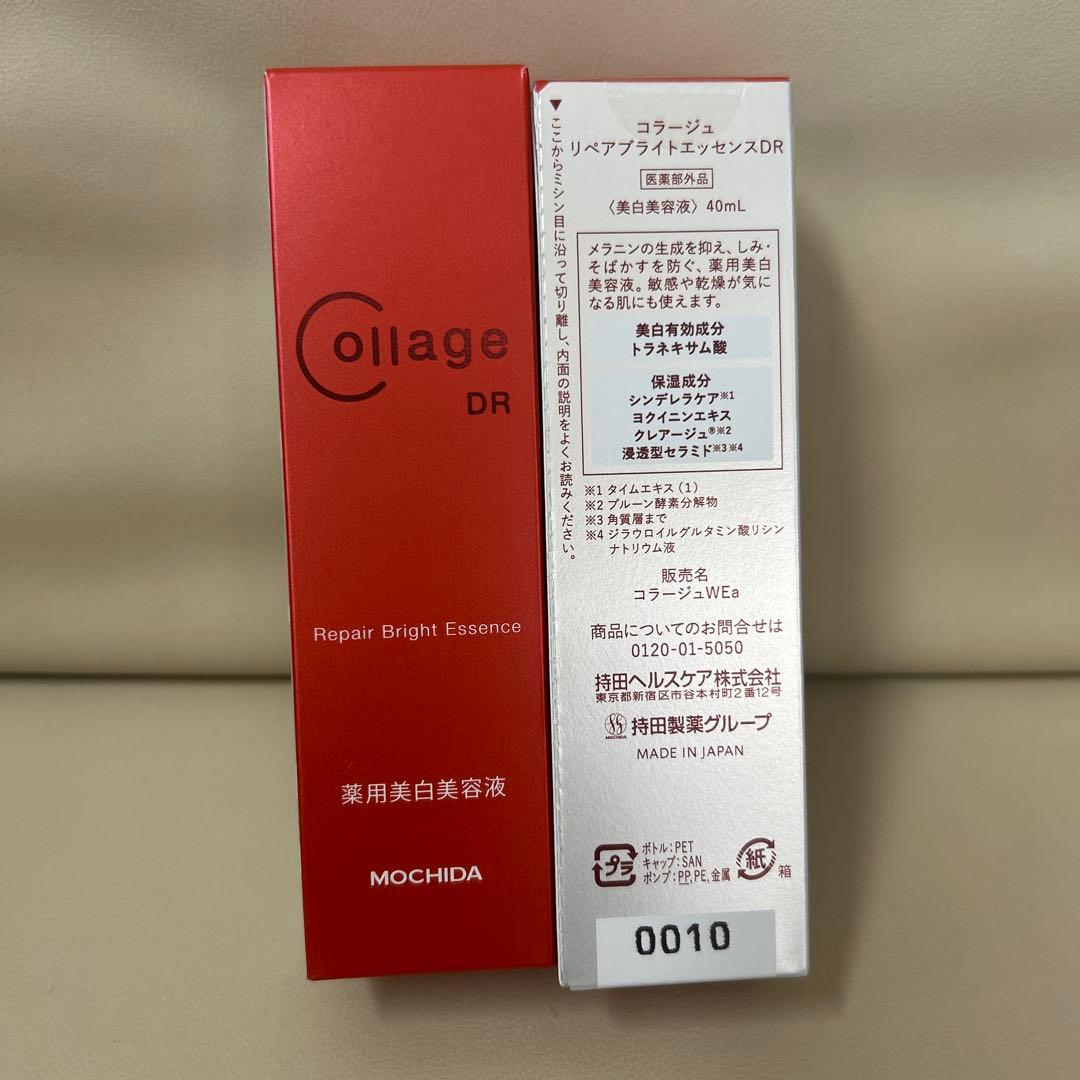 Collage
DR
Repair Bright Essence
薬用美白美容液
MOCHIDA
▼ここからミシン目に沿って切り離し、内面の説明をよくお読みください。
コラージュ
リペアブライトエッセンスDR
医薬部外品
〈美白美容液〉40mL
メラニンの生成を抑え、しみ・
そばかすを防ぐ、薬用美白
美容液。敏感や乾燥が気に
なる肌にも使えます。
美白有効成分
トラネキサム酸
保湿成分
シンデレラケア※1
ヨクイニンエキス
クレアージュ®※2
浸透型セラミド※3※4
※1 タイムエキス(1)
※2 プルーン酵素分解物
※3 角質層まで
※4 ジラウロイルグルタミン酸リシン
ナトリウム液
販売名
コラージュWEa
商品についてのお問合せは
0120-01-5050
持田ヘルスケア株式会社
東京都新宿区市谷本村町2番12号
MOCHIDA 持田製薬グループ
MADE IN JAPAN
プラ
ボトル:PET
キャップ:SAN
ポンプ:PP,PE,金属
紙 箱
0010